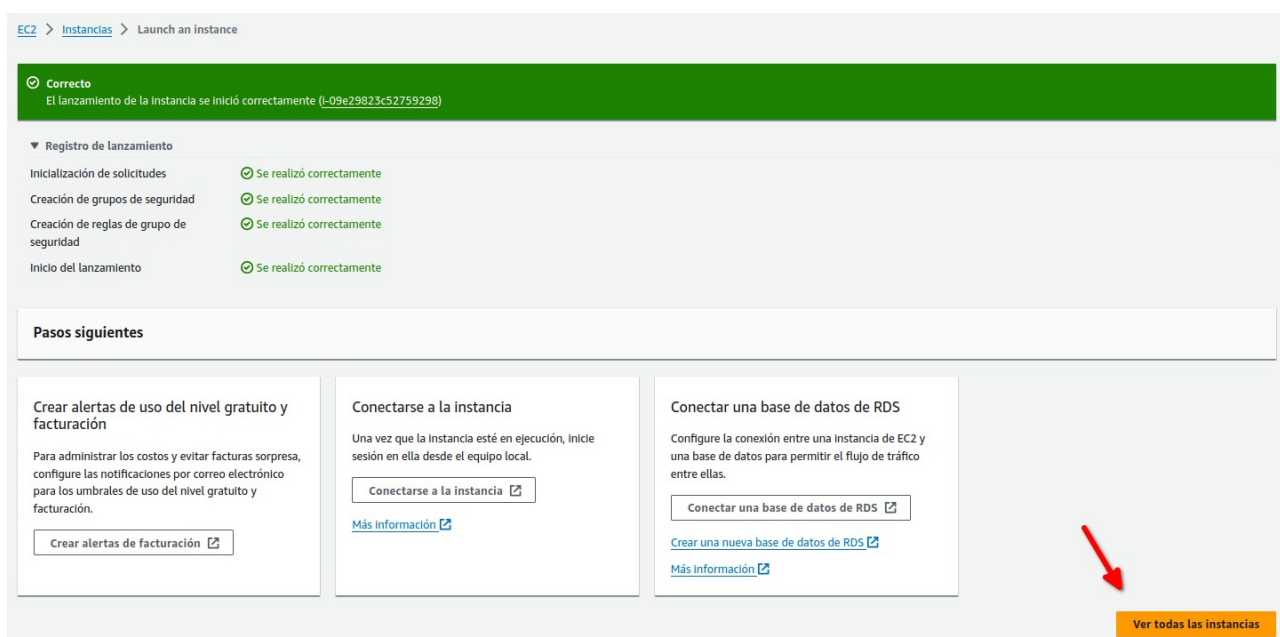 EC2 > Instancias > Launch an instance
Correcto
El lanzamiento de la instancia se inició correctamente (i-09e29823c52759298)
▼ Registro de lanzamiento
Inicialización de solicitudes Se realizó correctamente
Creación de grupos de seguridad Se realizó correctamente
Creación de reglas de grupo de Se realizó correctamente
seguridad
Inicio del lanzamiento Se realizó correctamente
Pasos siguientes
Crear alertas de uso del nivel gratuito y
facturación
Para administrar los costos y evitar facturas sorpresa,
configure las notificaciones por correo electrónico
para los umbrales de uso del nivel gratuito y
facturación.
Crear alertas de facturación
Conectarse a la instancia
Una vez que la instancia esté en ejecución, inicie
sesión en ella desde el equipo local.
Conectarse a la instancia
Más información
Conectar una base de datos de RDS
Configure la conexión entre una instancia de EC2 y
una base de datos para permitir el flujo de tráfico
entre ellas.
Conectar una base de datos de RDS
Crear una nueva base de datos de RDS
Más información
Ver todas las instancias